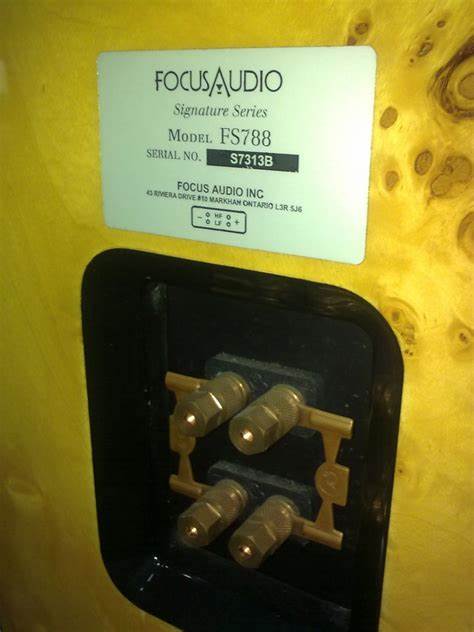 FOCUSAUDIO
Signature Series
MODEL FS788
SERIAL NO. S7313B
FOCUS AUDIO INC
43 RIVIERA DRIVE #10 MARKHAM ONTARIO L3R 5J6
- HF +
LF